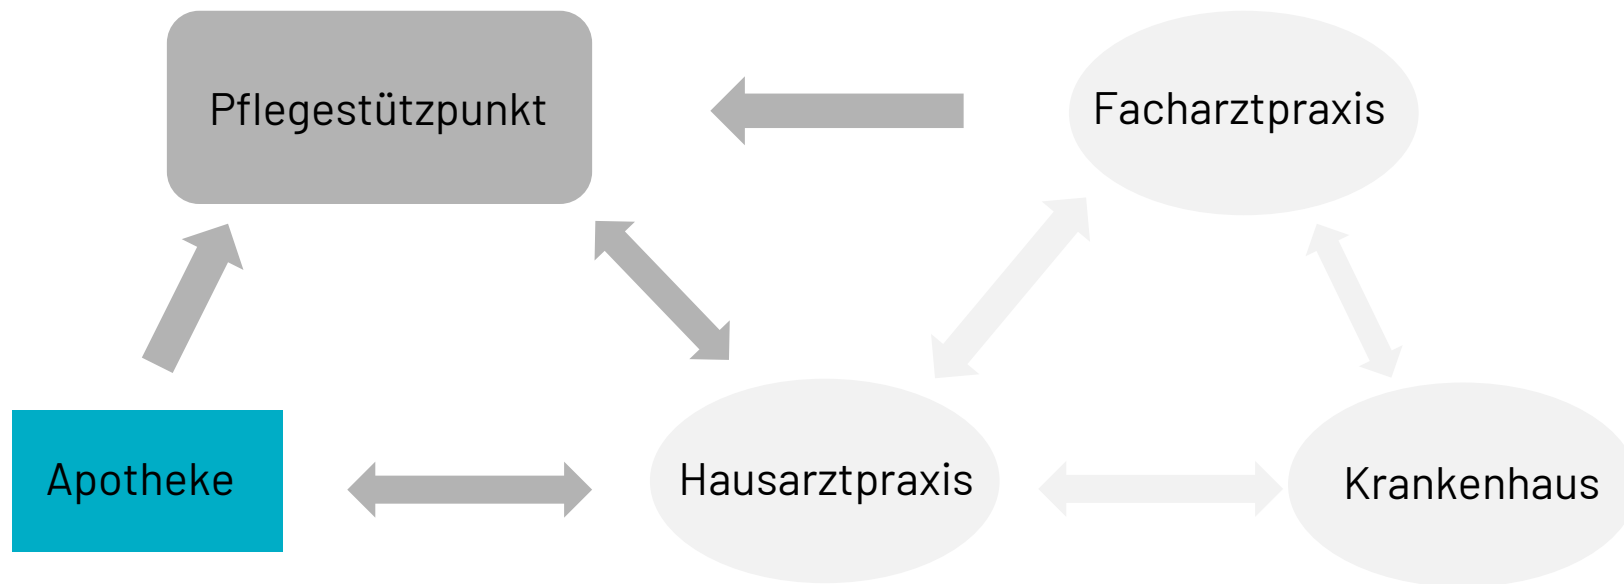 Pflegestützpunkt
Facharztpraxis
Apotheke
Hausarztpraxis
Krankenhaus